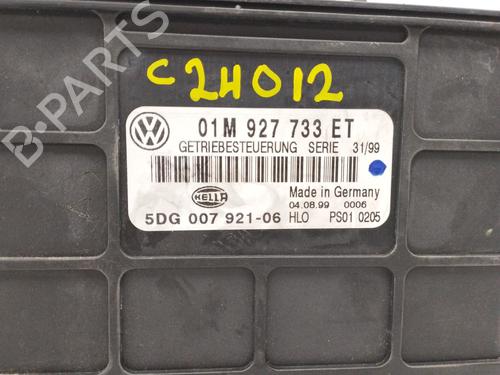 C2H012
01M 927 733 ET
GETRIEBESTEUERUNG SERIE 31/99
HELLA
Made in Germany
04.08.99 0006
5DG 007 921-06 HLO PS01 0205
B-PARTS